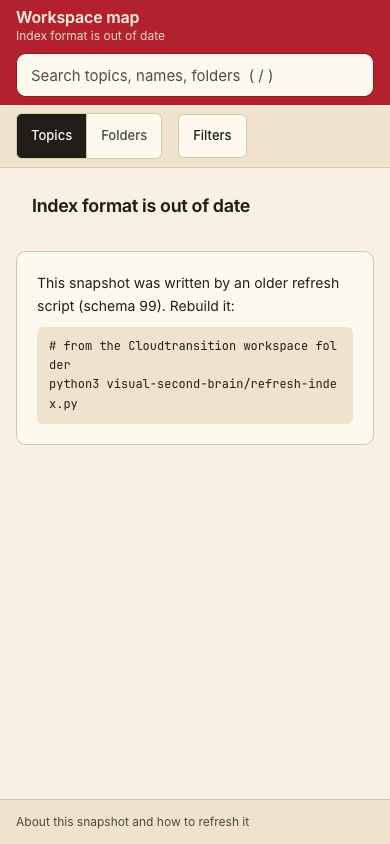 Workspace map
Index format is out of date
Search topics, names, folders  ( / )
Topics
Folders
Filters
Index format is out of date
This snapshot was written by an older refresh
script (schema 99). Rebuild it:
# from the Cloudtransition workspace fol
der
python3 visual-second-brain/refresh-inde
x.py
About this snapshot and how to refresh it